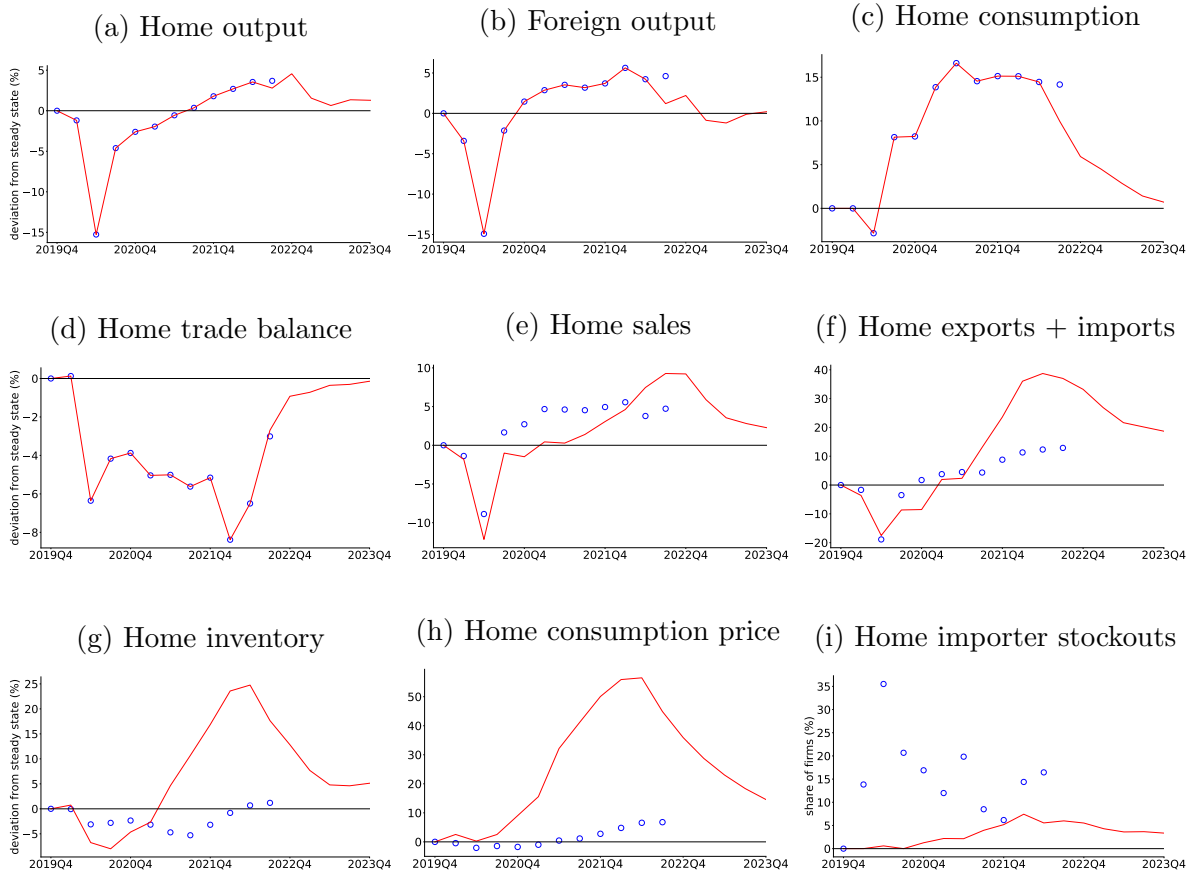 (a) Home output
(b) Foreign output
(c) Home consumption
deviation from steady state (%)
5
0
−5
−10
−15
2019Q4 2020Q4 2021Q4 2022Q4 2023Q4
5
0
−5
−10
−15
2019Q4 2020Q4 2021Q4 2022Q4 2023Q4
15
10
5
0
2019Q4 2020Q4 2021Q4 2022Q4 2023Q4
(d) Home trade balance
(e) Home sales
(f) Home exports + imports
deviation from steady state (%)
0
−2
−4
−6
−8
2019Q4 2020Q4 2021Q4 2022Q4 2023Q4
10
5
0
−5
−10
2019Q4 2020Q4 2021Q4 2022Q4 2023Q4
40
30
20
10
0
−10
−20
2019Q4 2020Q4 2021Q4 2022Q4 2023Q4
(g) Home inventory
(h) Home consumption price
(i) Home importer stockouts
deviation from steady state (%)
25
20
15
10
5
0
−5
2019Q4 2020Q4 2021Q4 2022Q4 2023Q4
50
40
30
20
10
0
2019Q4 2020Q4 2021Q4 2022Q4 2023Q4
share of firms (%)
35
30
25
20
15
10
5
0
2019Q4 2020Q4 2021Q4 2022Q4 2023Q4